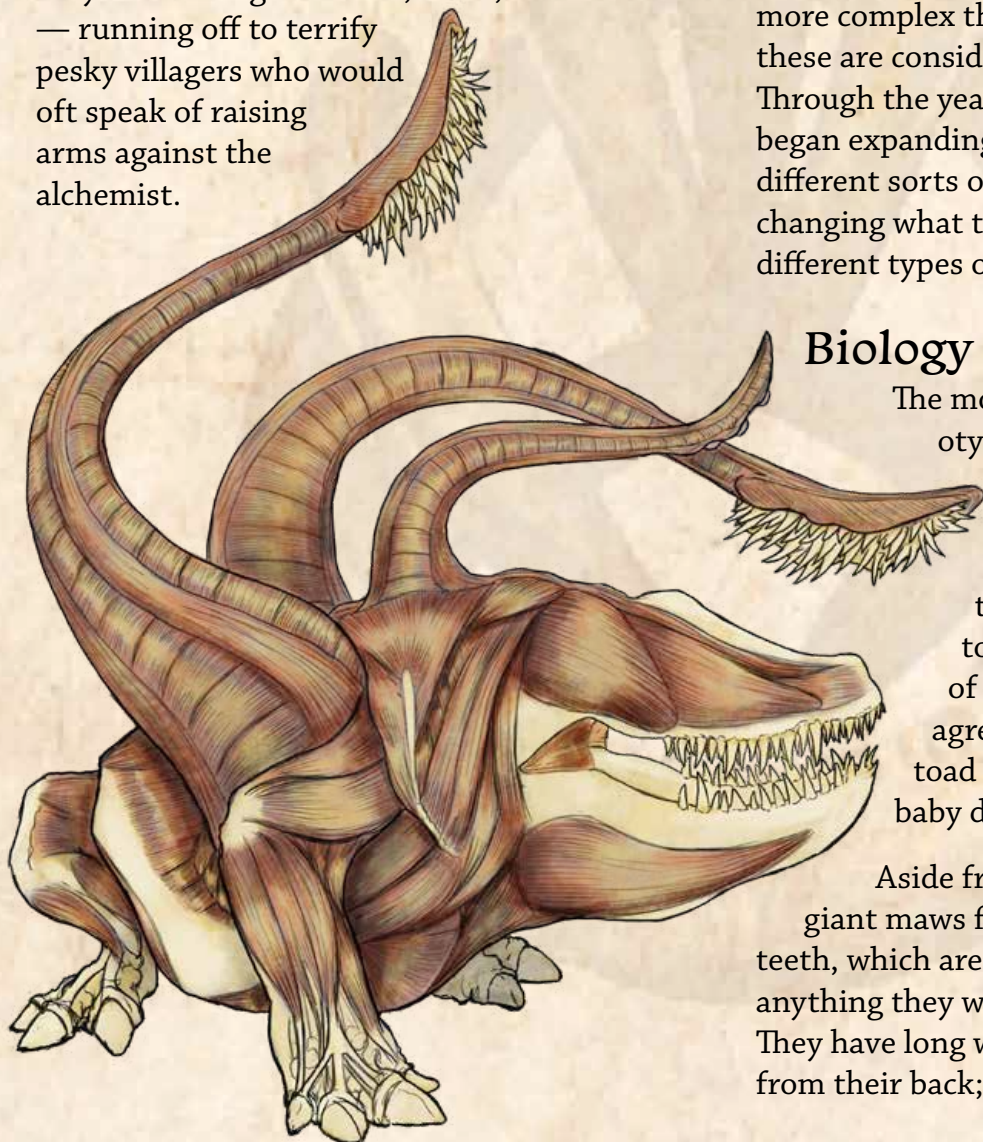 — running off to terrify
pesky villagers who would
oft speak of raising
arms against the
alchemist.
more complex th
these are consid
Through the yea
began expanding
different sorts o
changing what t
different types o
Biology
The mo
oty
t
to
of
agre
toad
baby d
Aside fr
giant maws f
teeth, which are
anything they w
They have long w
from their back;